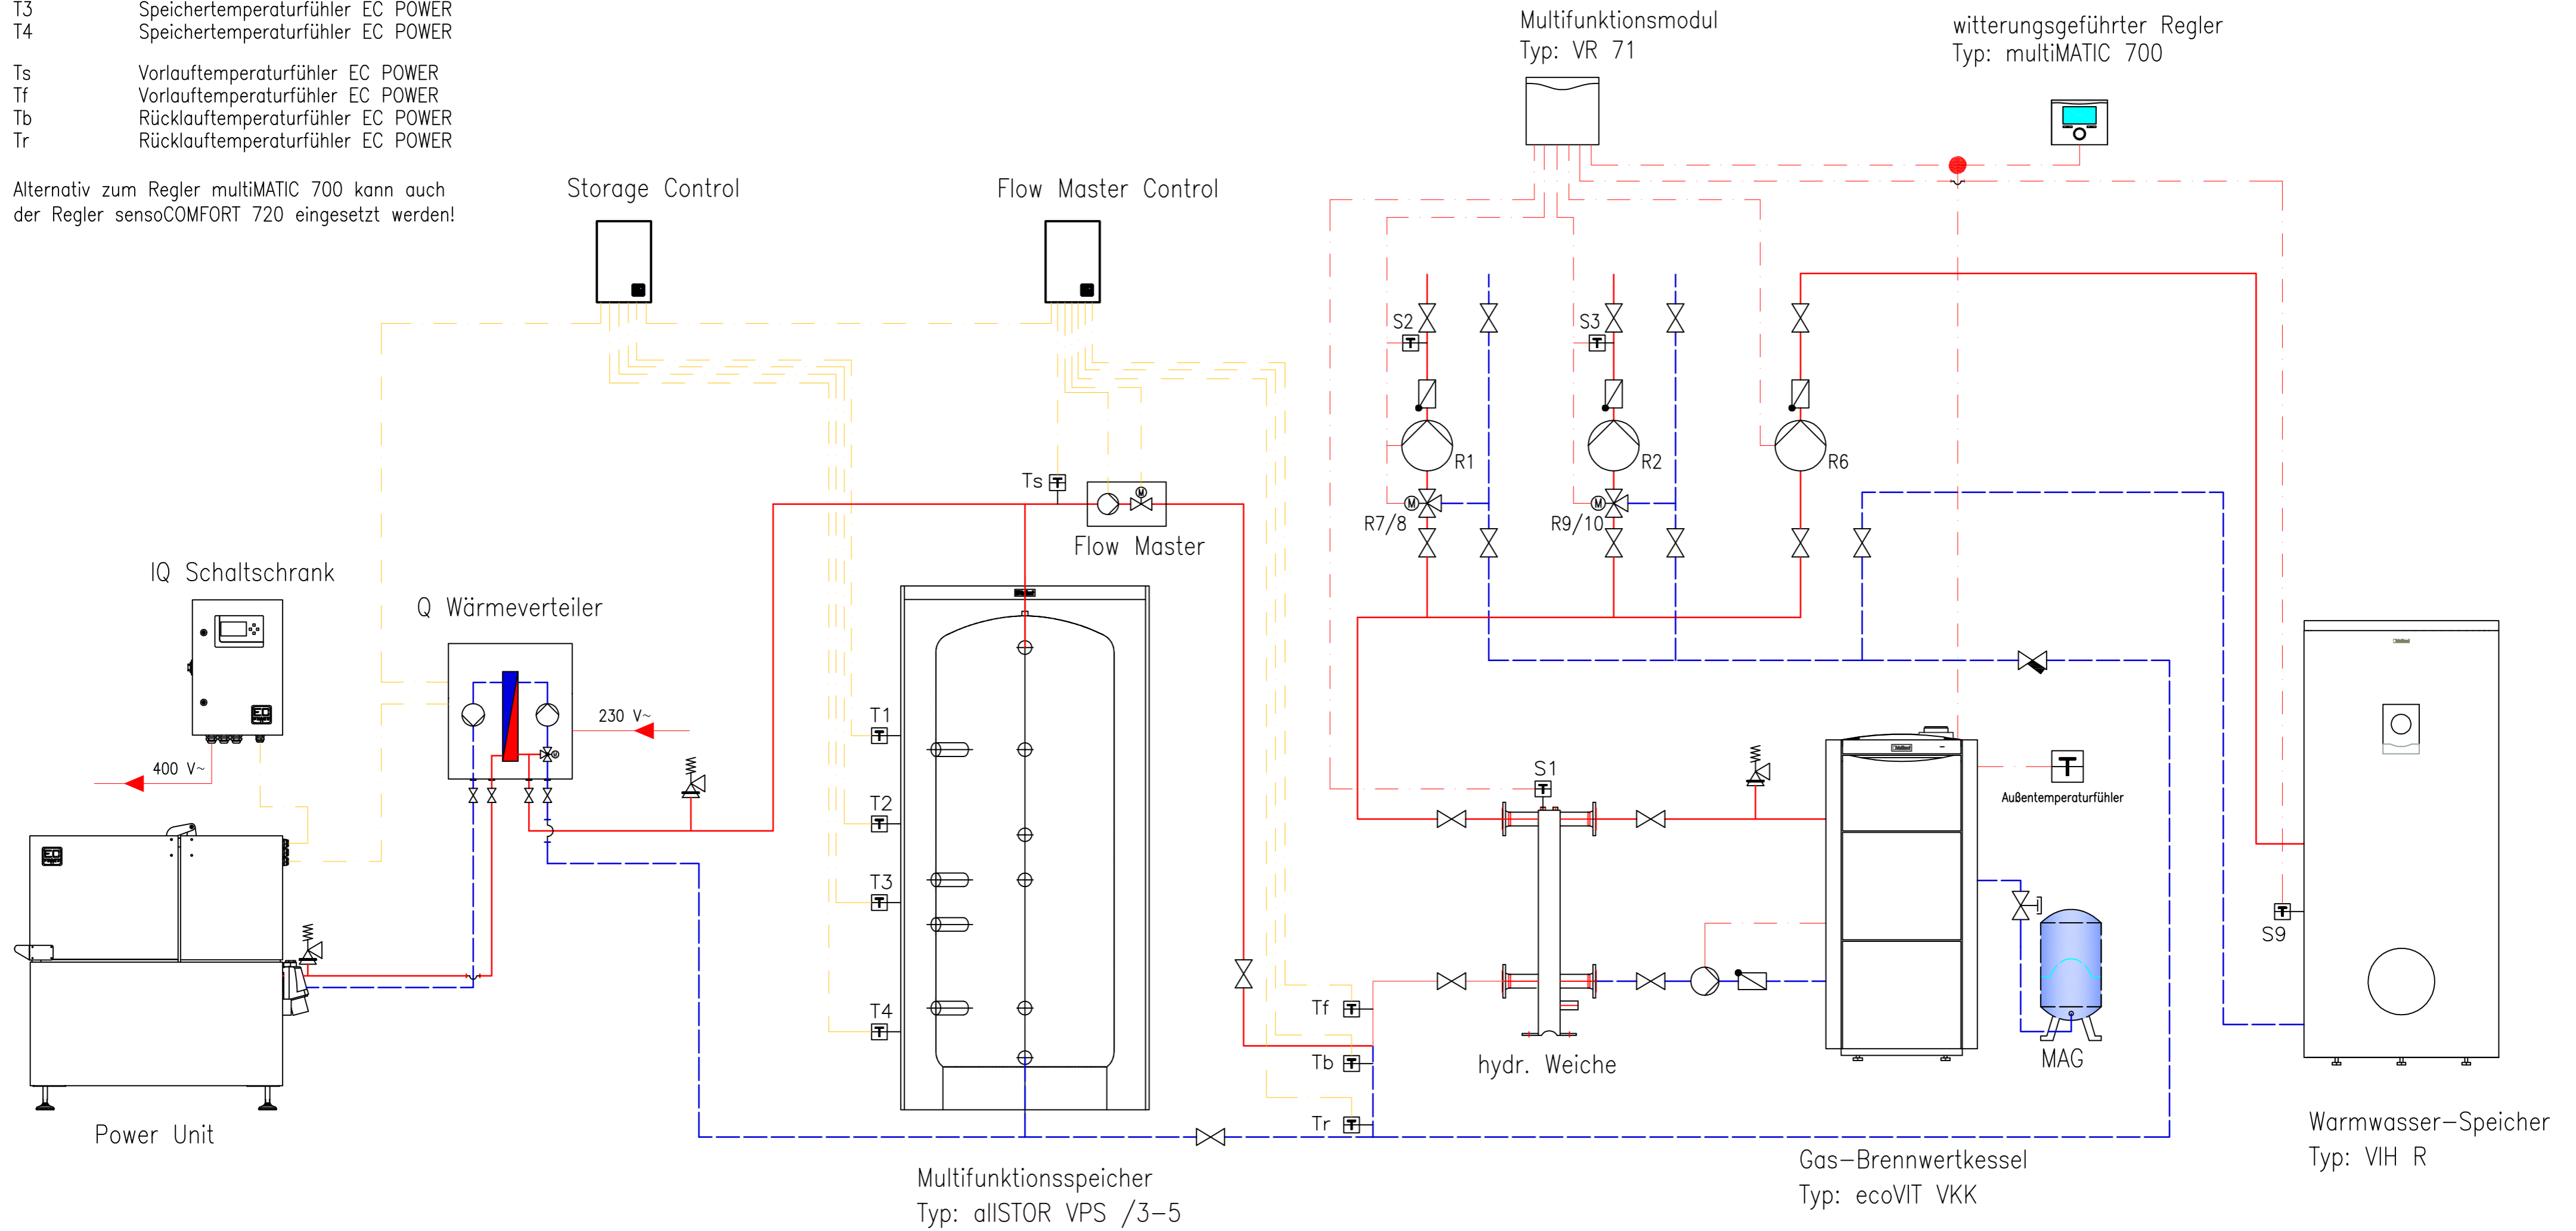 T3 Speichertemperaturfühler EC POWER
T4 Speichertemperaturfühler EC POWER
Ts Vorlauftemperaturfühler EC POWER
Tf Vorlauftemperaturfühler EC POWER
Tb Rücklauftemperaturfühler EC POWER
Tr Rücklauftemperaturfühler EC POWER
Alternativ zum Regler multiMATIC 700 kann auch
der Regler sensoCOMFORT 720 eingesetzt werden!
Multifunktionsmodul
Typ: VR 71
witterungsgeführter Regler
Typ: multiMATIC 700
Storage Control
Flow Master Control
S2
S3
R1
R2
R6
R7/8
R9/10
Ts
Flow Master
IQ Schaltschrank
Q Wärmeverteiler
230 V~
400 V~
T1
T2
T3
T4
S1
Außentemperaturfühler
S9
Tf
Tb
Tr
hydr. Weiche
MAG
Power Unit
Multifunktionsspeicher
Typ: allSTOR VPS /3-5
Gas-Brennwertkessel
Typ: ecoVIT VKK
Warmwasser-Speicher
Typ: VIH R